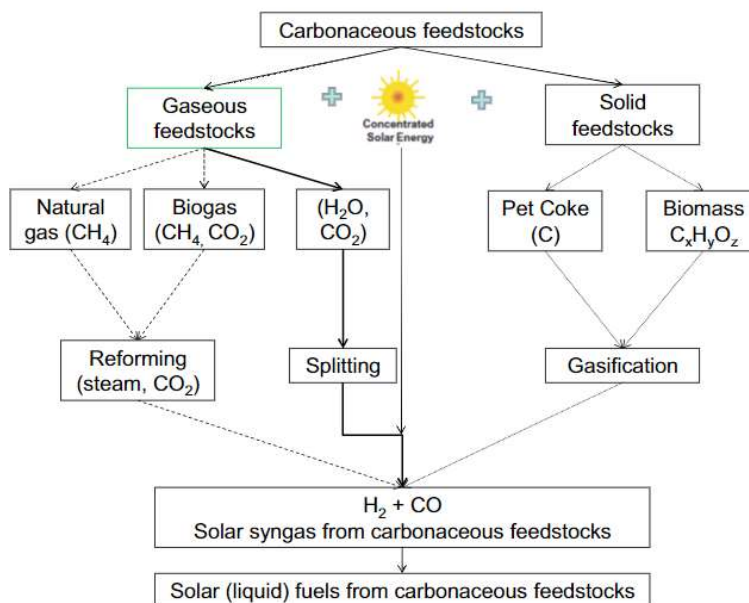 Carbonaceous feedstocks
Gaseous
feedstocks
Concentrated
Solar Energy
Solid
feedstocks
Natural
gas (CH₄)
Biogas
(CH₄, CO₂)
(H₂O,
CO₂)
Pet Coke
(C)
Biomass
CₓHᵧO𝓏
Reforming
(steam, CO₂)
Splitting
Gasification
H₂ + CO
Solar syngas from carbonaceous feedstocks
Solar (liquid) fuels from carbonaceous feedstocks